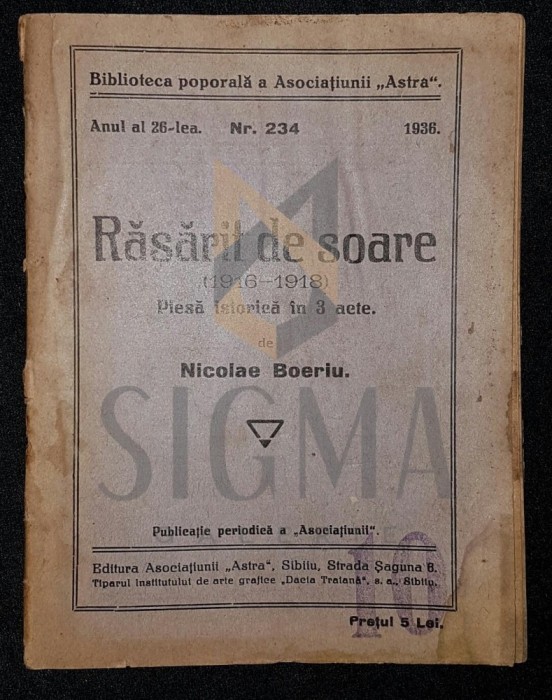 Biblioteca poporală a Asociațiunii „Astra“.
Anul al 26-lea. Nr. 234 1936.
Răsărit de soare
(1916—1918)
Piesă istorică în 3 acte.
de
Nicolae Boeriu.
SIGMA
Publicație periodică a „Asociațiunii“.
Editura Asociațiunii „Astra“, Sibiiu, Strada Șaguna 6.
Tiparul institutului de arte grafice „Dacia Traiană“, s. a., Sibiiu.
10
Prețul 5 Lei.